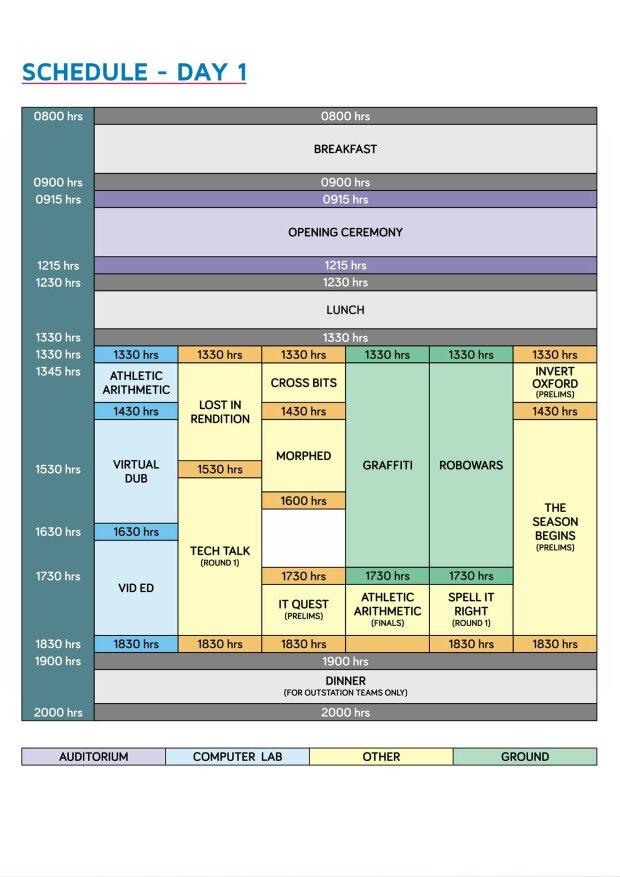 SCHEDULE - DAY 1
0800 hrs 0800 hrs
BREAKFAST
0900 hrs 0900 hrs
0915 hrs 0915 hrs
OPENING CEREMONY
1215 hrs 1215 hrs
1230 hrs 1230 hrs
LUNCH
1330 hrs 1330 hrs
1330 hrs 1330 hrs 1330 hrs 1330 hrs 1330 hrs 1330 hrs 1330 hrs
1345 hrs
ATHLETIC
ARITHMETIC
CROSS BITS
INVERT
OXFORD
(PRELIMS)
LOST IN
RENDITION
1430 hrs 1430 hrs 1430 hrs
MORPHED
VIRTUAL
DUB
GRAFFITI
ROBOWARS
1530 hrs 1530 hrs
1600 hrs
THE
SEASON
BEGINS
(PRELIMS)
1630 hrs 1630 hrs
TECH TALK
(ROUND 1)
1730 hrs 1730 hrs 1730 hrs 1730 hrs
VID ED
IT QUEST
(PRELIMS)
ATHLETIC
ARITHMETIC
(FINALS)
SPELL IT
RIGHT
(ROUND 1)
1830 hrs 1830 hrs 1830 hrs 1830 hrs 1830 hrs 1830 hrs
1900 hrs 1900 hrs
DINNER
(FOR OUTSTATION TEAMS ONLY)
2000 hrs 2000 hrs
AUDITORIUM COMPUTER LAB OTHER GROUND